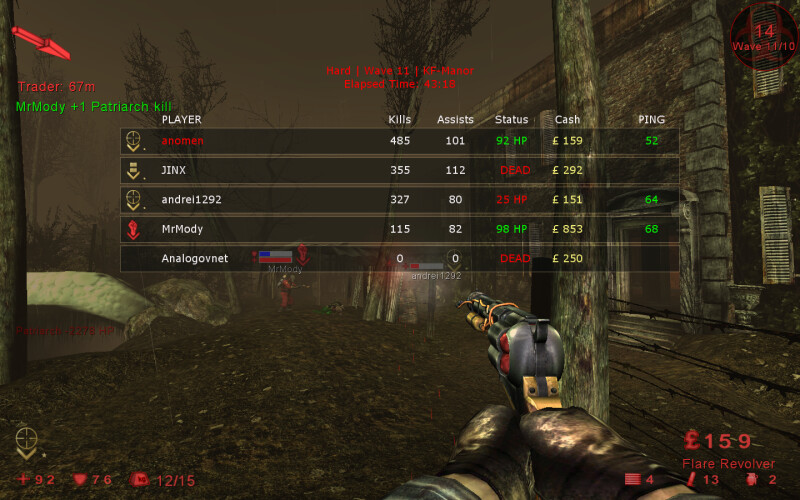 14
Wave 11/10
Trader: 67m
MrMody +1 Patriarch kill
Hard | Wave 11 | KF-Manor
Elapsed Time: 43:18
PLAYER Kills Assists Status Cash PING
anomen 485 101 92 HP £ 159 52
JINX 355 112 DEAD £ 292
andrei1292 327 80 25 HP £ 151 64
MrMody 115 82 98 HP £ 853 68
Analogovnet 0 0 DEAD £ 250
MrMody
andrei1292
£159
Flare Revolver
92 76 12/15 4 13 2